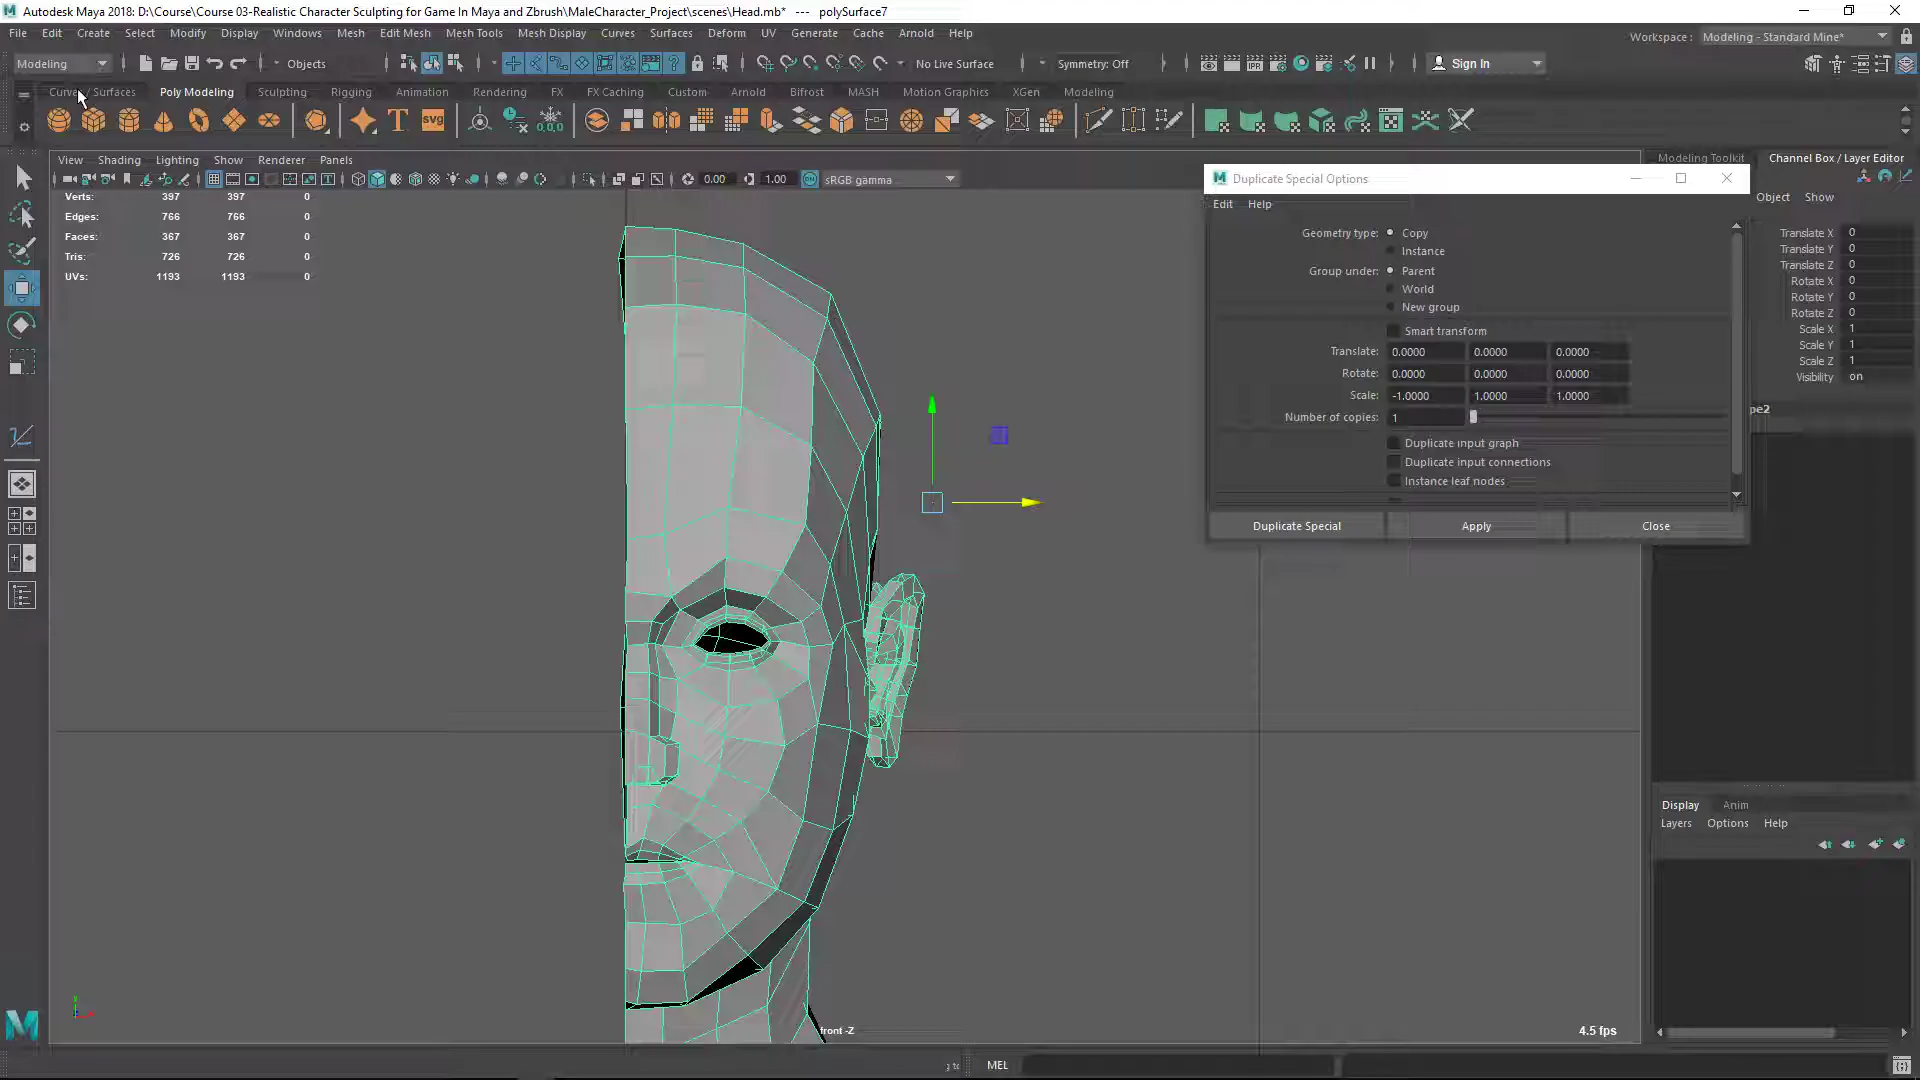 Autodesk Maya 2018: D:\Course\Course 03-Realistic Character Sculpting for Game In Maya and Zbrush\MaleCharacter_Project\scenes\Head.mb* --- polySurface7
File Edit Create Select Modify Display Windows Mesh Edit Mesh Mesh Tools Mesh Display Curves Surfaces Deform UV Generate Cache Arnold Help
Workspace : Modeling - Standard Mine*
Modeling Objects No Live Surface Symmetry: Off Sign In
Curves / Surfaces Poly Modeling Sculpting Rigging Animation Rendering FX FX Caching Custom Arnold Bifrost MASH Motion Graphics XGen Modeling
T svg 0,0,0
View Shading Lighting Show Renderer Panels
0.00 1.00 sRGB gamma
Verts: 397 397 0
Edges: 766 766 0
Faces: 367 367 0
Tris: 726 726 0
UVs: 1193 1193 0
Duplicate Special Options
Edit Help
Geometry type: Copy
Instance
Group under: Parent
World
New group
Smart transform
Translate: 0.0000 0.0000 0.0000
Rotate: 0.0000 0.0000 0.0000
Scale: -1.0000 1.0000 1.0000
Number of copies: 1
Duplicate input graph
Duplicate input connections
Instance leaf nodes
Duplicate Special Apply Close
Modeling Toolkit Channel Box / Layer Editor
Object Show
Translate X 0
Translate Y 0
Translate Z 0
Rotate X 0
Rotate Y 0
Rotate Z 0
Scale X 1
Scale Y 1
Scale Z 1
Visibility on
pe2
Display Anim
Layers Options Help
front -Z
4.5 fps
MEL